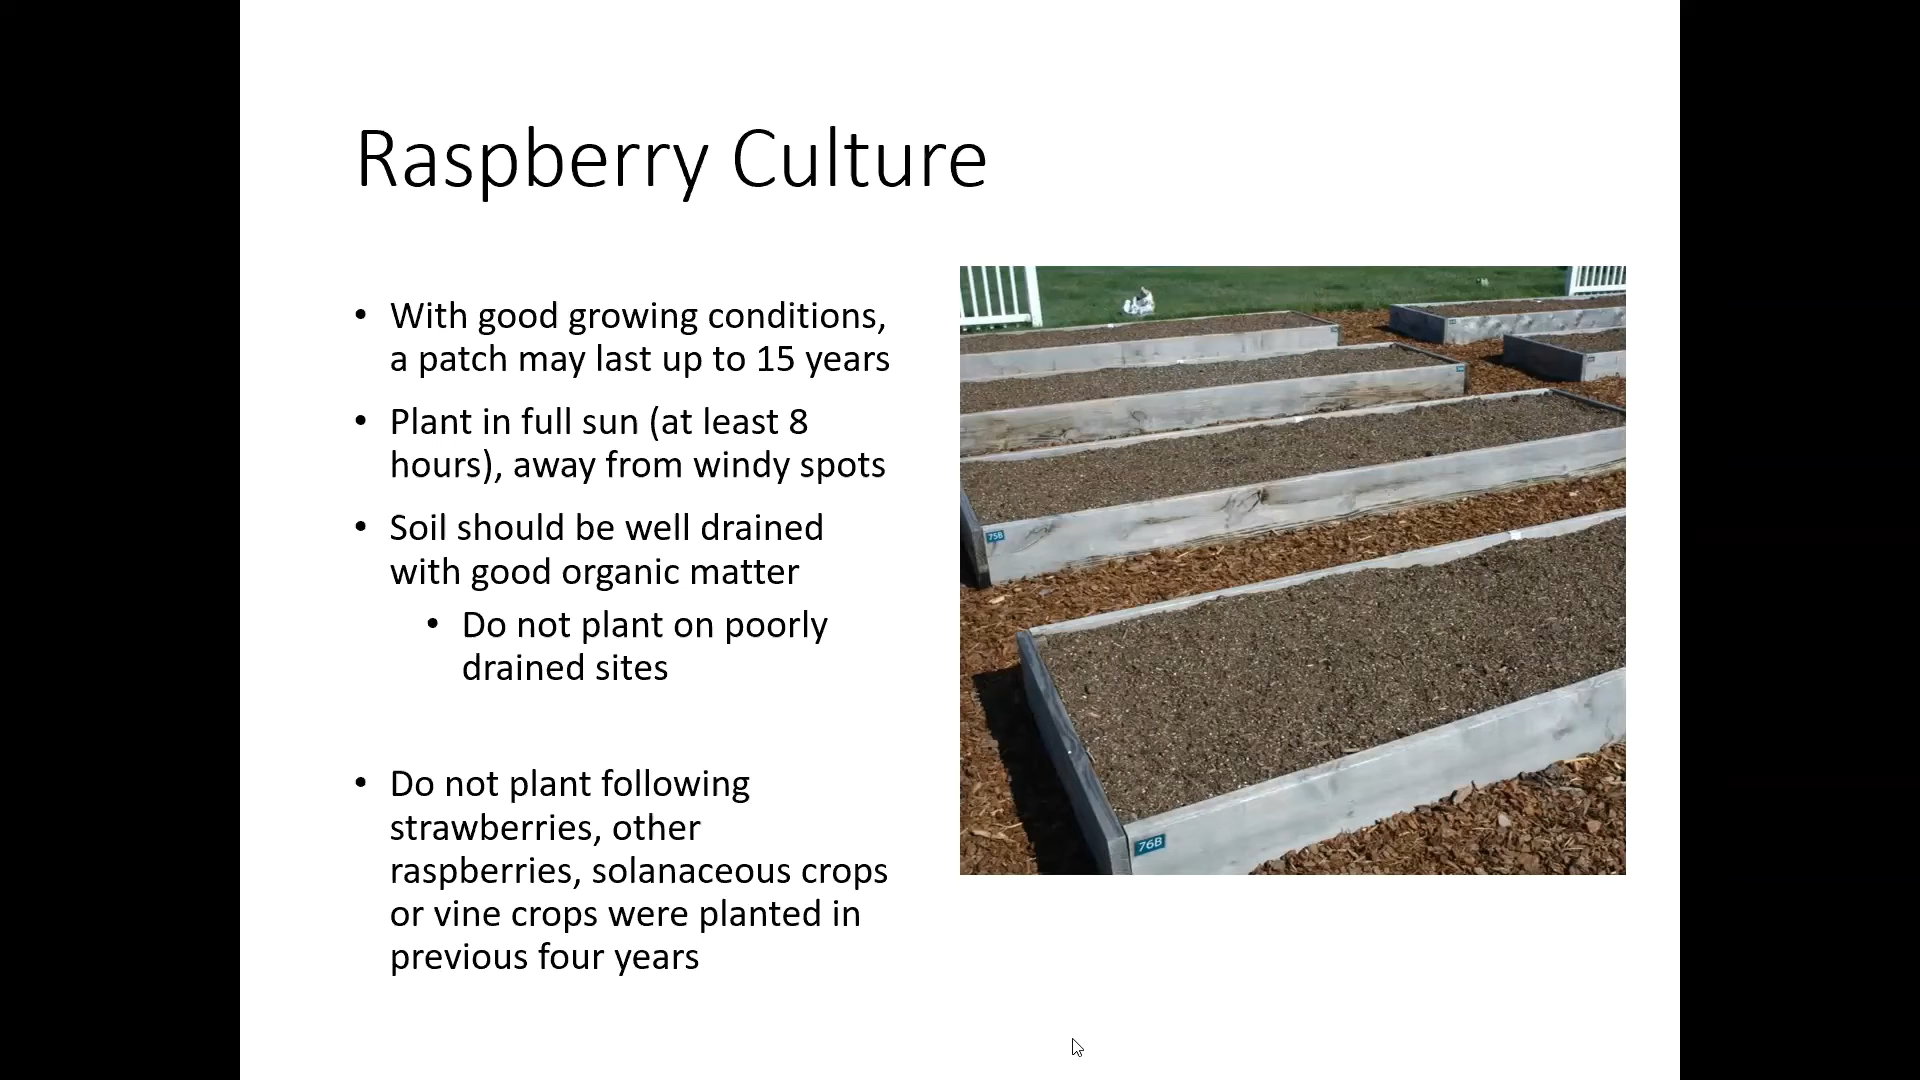 Raspberry Culture
• With good growing conditions,
a patch may last up to 15 years
• Plant in full sun (at least 8
hours), away from windy spots
• Soil should be well drained
with good organic matter
• Do not plant on poorly
drained sites
• Do not plant following
strawberries, other
raspberries, solanaceous crops
or vine crops were planted in
previous four years
75B
76B